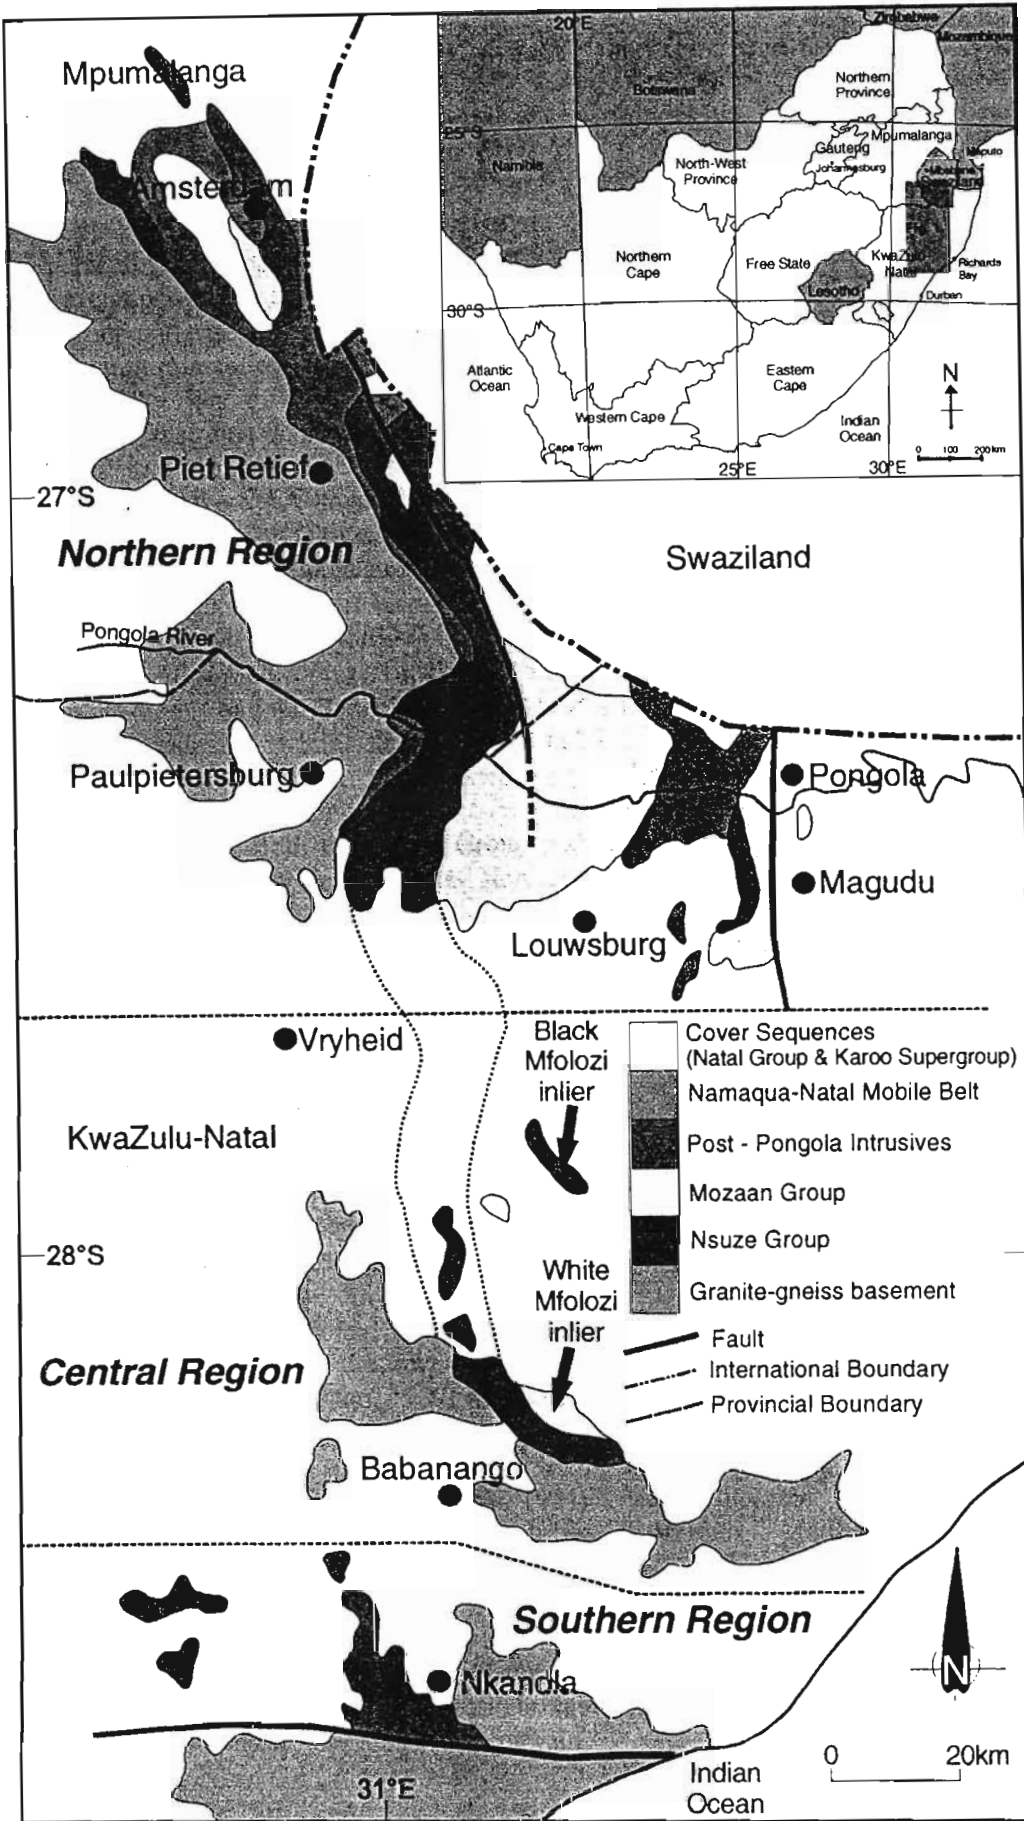 Mpumalanga
Amsterdam
Piet Retief
27°S
Northern Region
Swaziland
Pongola River
Paulpietersburg
Pongola
Magudu
Louwsburg
Vryheid
KwaZulu-Natal
Black
Mfolozi
inlier
28°S
White
Mfolozi
inlier
Central Region
Babanango
Southern Region
Nkandla
31°E
Indian
Ocean
N
0 20km
Cover Sequences
(Natal Group & Karoo Supergroup)
Namaqua-Natal Mobile Belt
Post - Pongola Intrusives
Mozaan Group
Nsuze Group
Granite-gneiss basement
Fault
International Boundary
Provincial Boundary
20°E
Zimbabwe
Mozambique
Botswana
Northern
Province
25°S
Mpumalanga
Gauteng
Johannesburg
Maputo
Mbabane
Swaziland
Namibia
North-West
Province
Northern
Cape
Free State
KwaZulu
Natal
Richards
Bay
Lesotho
Durban
30°S
Atlantic
Ocean
Eastern
Cape
Western Cape
Cape Town
Indian
Ocean
N
0 100 200km
25°E
30°E